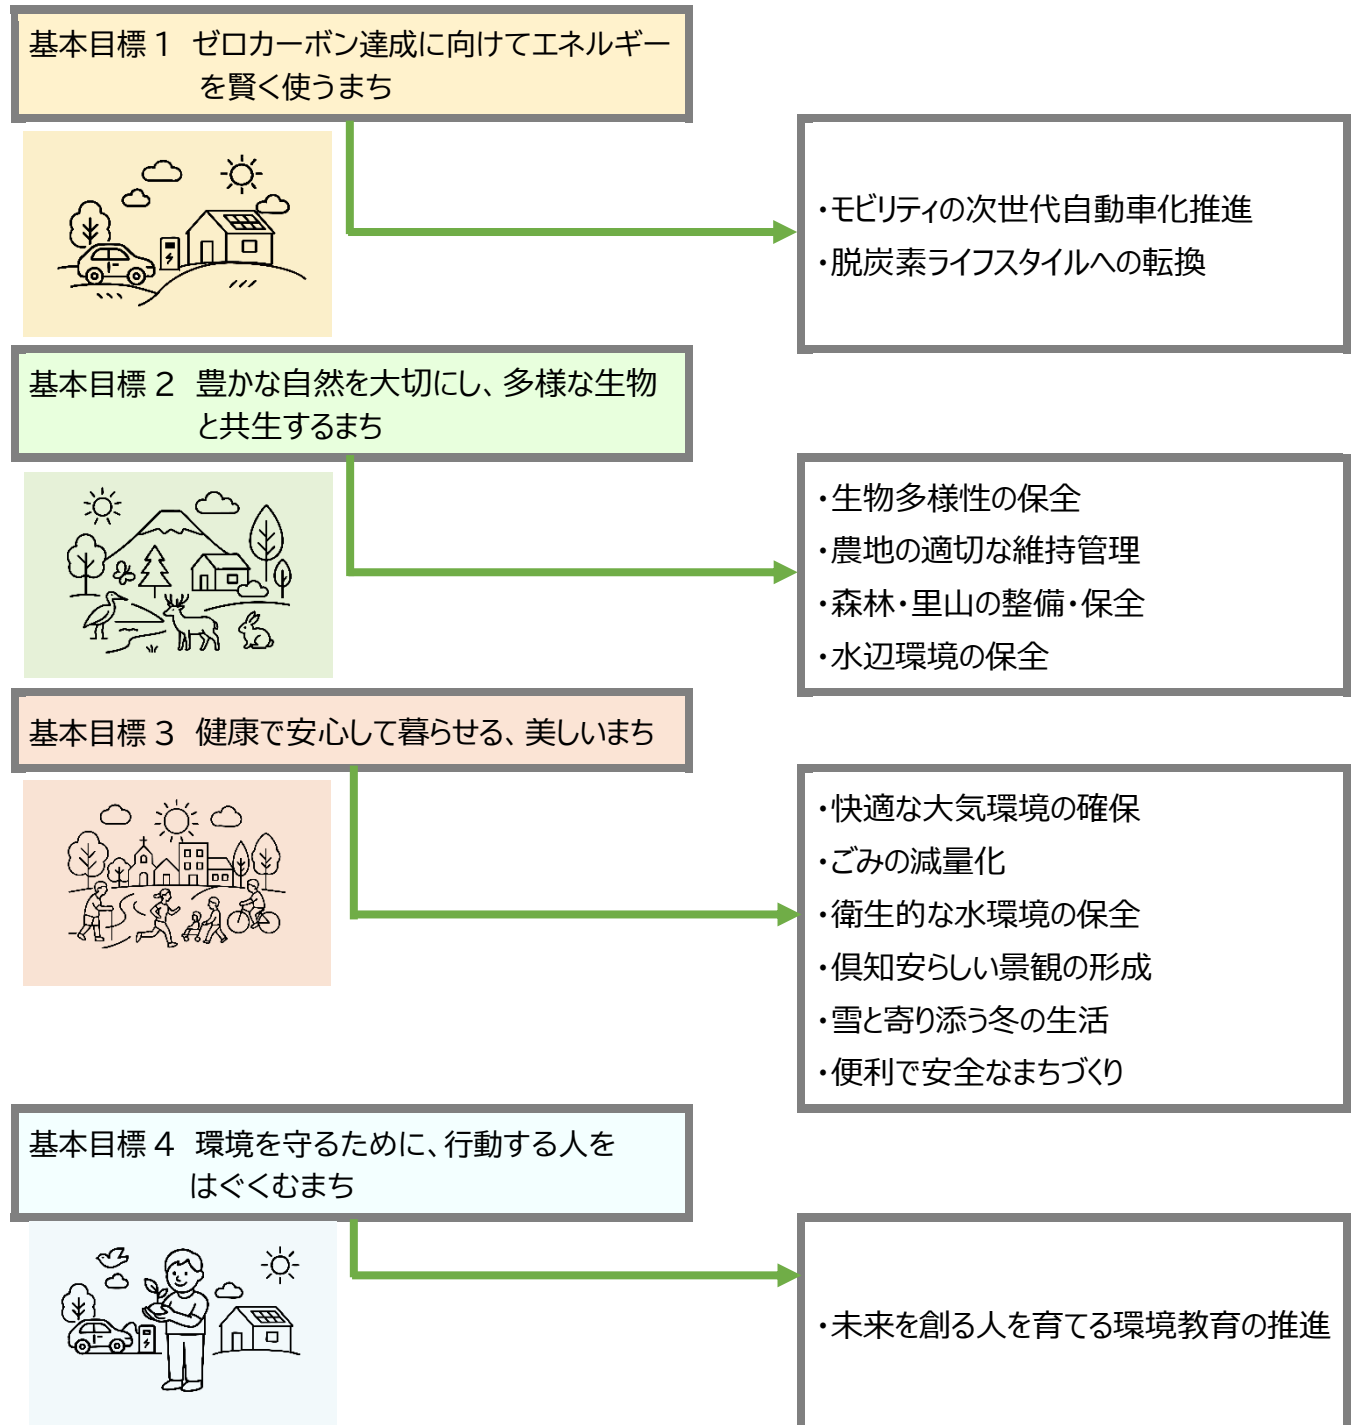 基本目標１ ゼロカーボン達成に向けてエネルギー
を賢く使うまち
・モビリティの次世代自動車化推進
・脱炭素ライフスタイルへの転換
基本目標２ 豊かな自然を大切にし、多様な生物
と共生するまち
・生物多様性の保全
・農地の適切な維持管理
・森林・里山の整備・保全
・水辺環境の保全
基本目標３ 健康で安心して暮らせる、美しいまち
・快適な大気環境の確保
・ごみの減量化
・衛生的な水環境の保全
・倶知安らしい景観の形成
・雪と寄り添う冬の生活
・便利で安全なまちづくり
基本目標４ 環境を守るために、行動する人を
はぐくむまち
・未来を創る人を育てる環境教育の推進